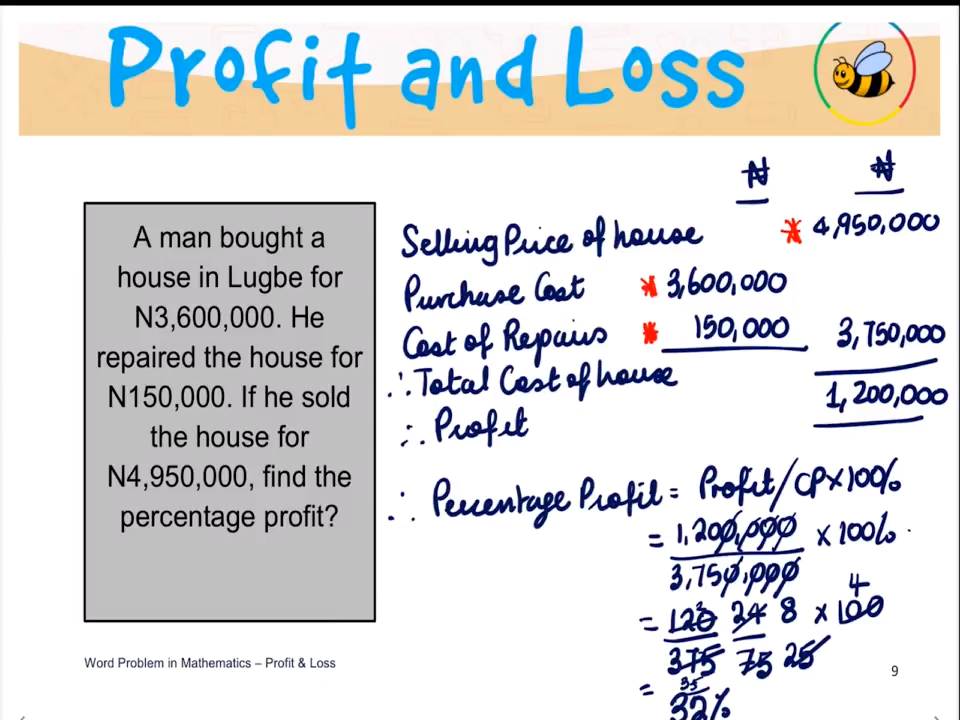 Profit and Loss
A man bought a
house in Lugbe for
N3,600,000. He
repaired the house for
N150,000. If he sold
the house for
N4,950,000, find the
percentage profit?
₦ ₦
Selling Price of house * 4,950,000
Purchase Cost * 3,600,000
Cost of Repairs * 150,000 3,750,000
∴ Total Cost of house
1,200,000
∴ Profit
∴ Percentage Profit = Profit/CP×100%
= 1,200,000 × 100%
3,750,000
4
= 120 24 8 × 100
375 75 25
= 32%
Word Problem in Mathematics – Profit & Loss
9